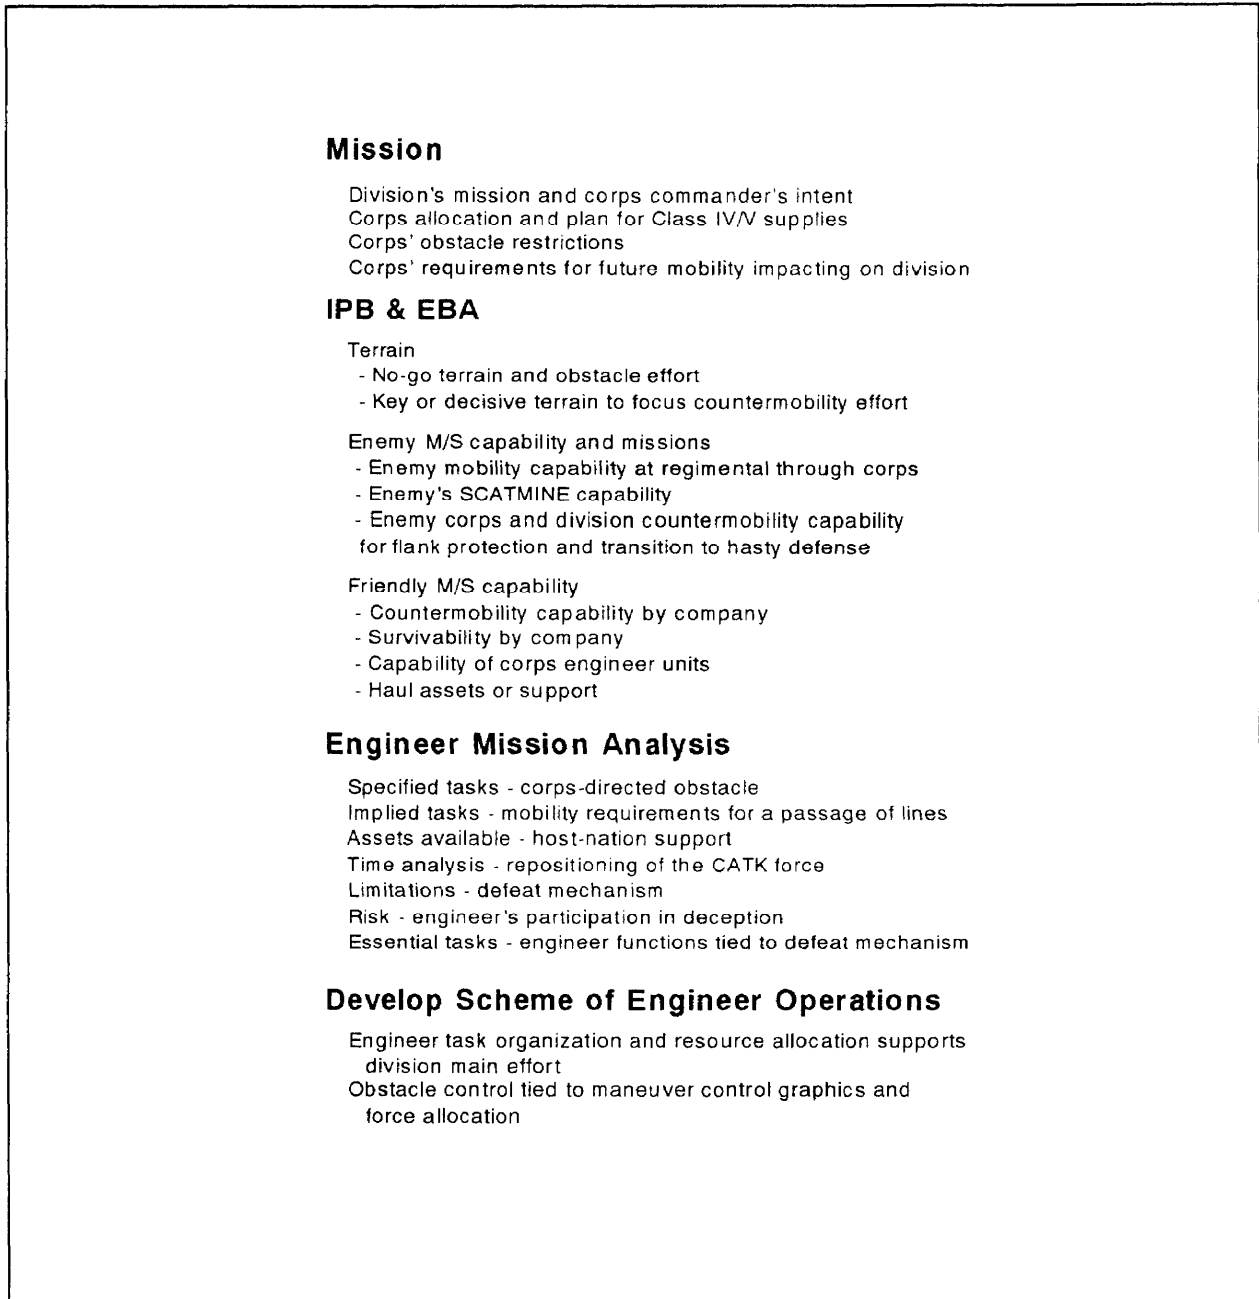 Mission
Division's mission and corps commander's intent
Corps allocation and plan for Class IV/V supplies
Corps' obstacle restrictions
Corps' requirements for future mobility impacting on division
IPB & EBA
Terrain
- No-go terrain and obstacle effort
- Key or decisive terrain to focus countermobility effort
Enemy M/S capability and missions
- Enemy mobility capability at regimental through corps
- Enemy's SCATMINE capability
- Enemy corps and division countermobility capability
for flank protection and transition to hasty defense
Friendly M/S capability
- Countermobility capability by company
- Survivability by company
- Capability of corps engineer units
- Haul assets or support
Engineer Mission Analysis
Specified tasks - corps-directed obstacle
Implied tasks - mobility requirements for a passage of lines
Assets available - host-nation support
Time analysis - repositioning of the CATK force
Limitations - defeat mechanism
Risk - engineer's participation in deception
Essential tasks - engineer functions tied to defeat mechanism
Develop Scheme of Engineer Operations
Engineer task organization and resource allocation supports
division main effort
Obstacle control tied to maneuver control graphics and
force allocation